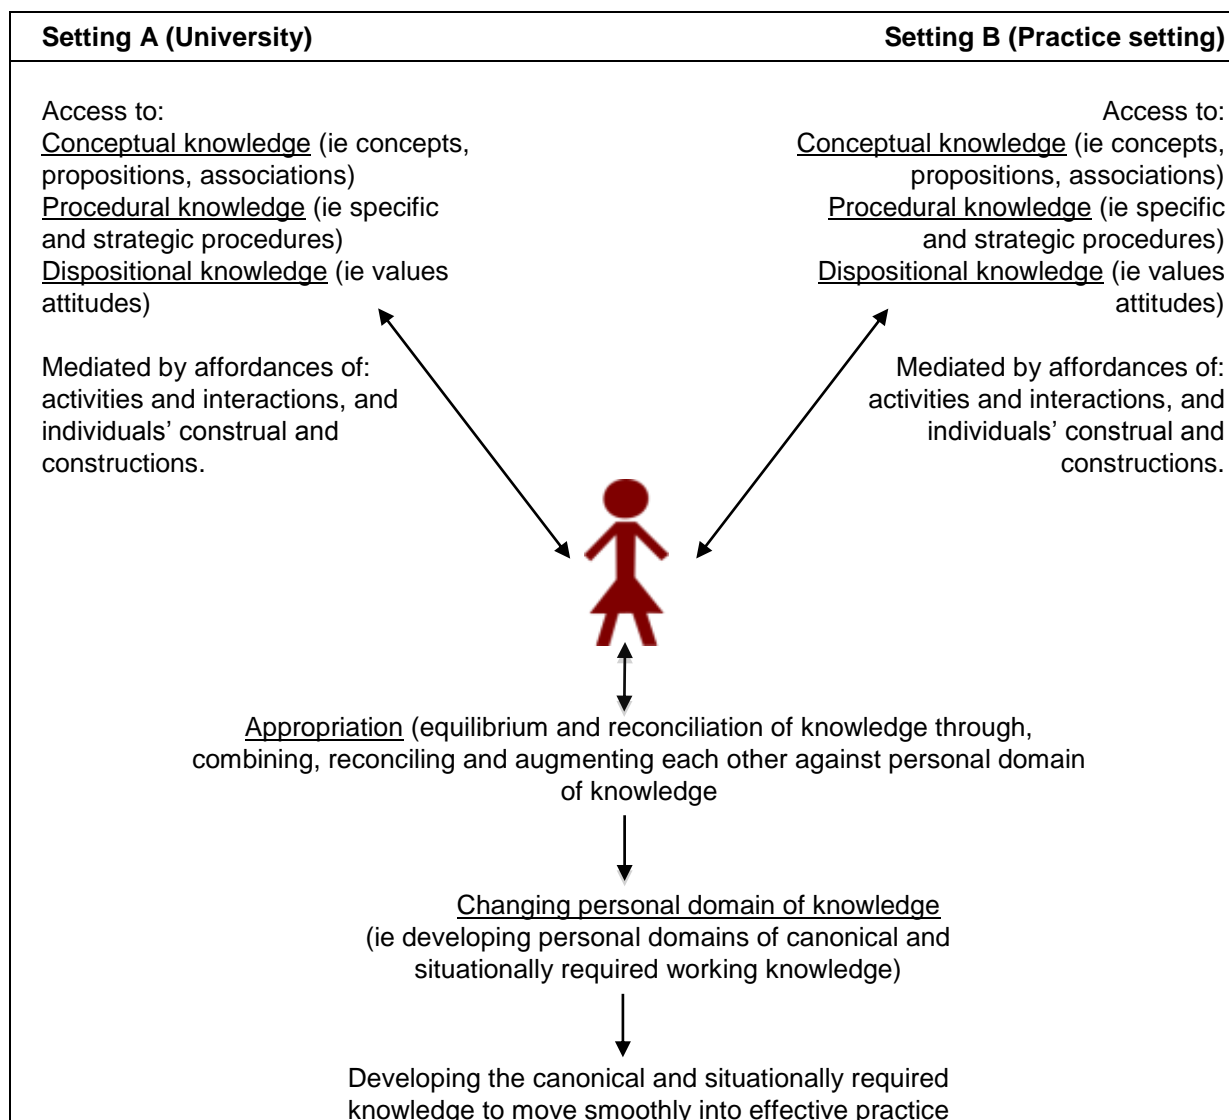 Setting A (University)
Setting B (Practice setting)
Access to:
Conceptual knowledge (ie concepts,
propositions, associations)
Procedural knowledge (ie specific
and strategic procedures)
Dispositional knowledge (ie values
attitudes)
Mediated by affordances of:
activities and interactions, and
individuals’ construal and
constructions.
Access to:
Conceptual knowledge (ie concepts,
propositions, associations)
Procedural knowledge (ie specific
and strategic procedures)
Dispositional knowledge (ie values
attitudes)
Mediated by affordances of:
activities and interactions, and
individuals’ construal and
constructions.
Appropriation (equilibrium and reconciliation of knowledge through,
combining, reconciling and augmenting each other against personal domain
of knowledge
Changing personal domain of knowledge
(ie developing personal domains of canonical and
situationally required working knowledge)
Developing the canonical and situationally required
knowledge to move smoothly into effective practice